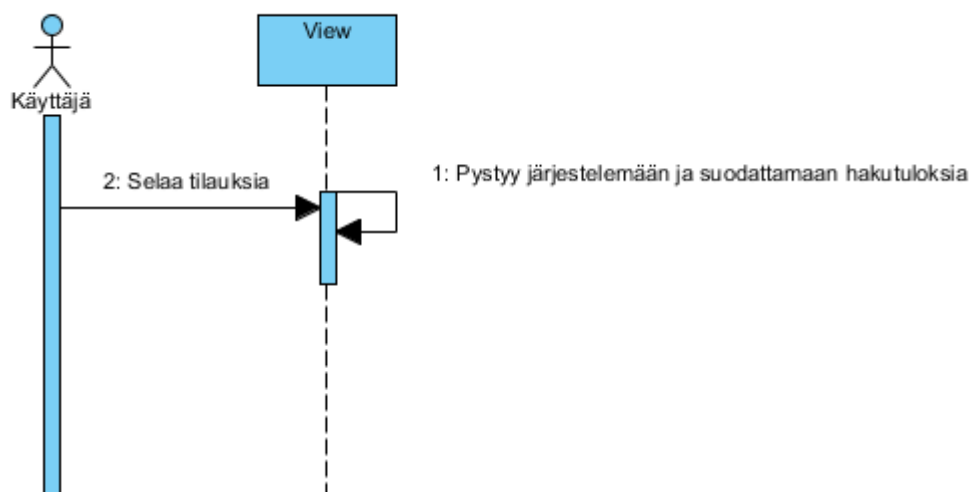 View
Käyttäjä
1: Pystyy järjestelemään ja suodattamaan hakutuloksia
2: Selaa tilauksia